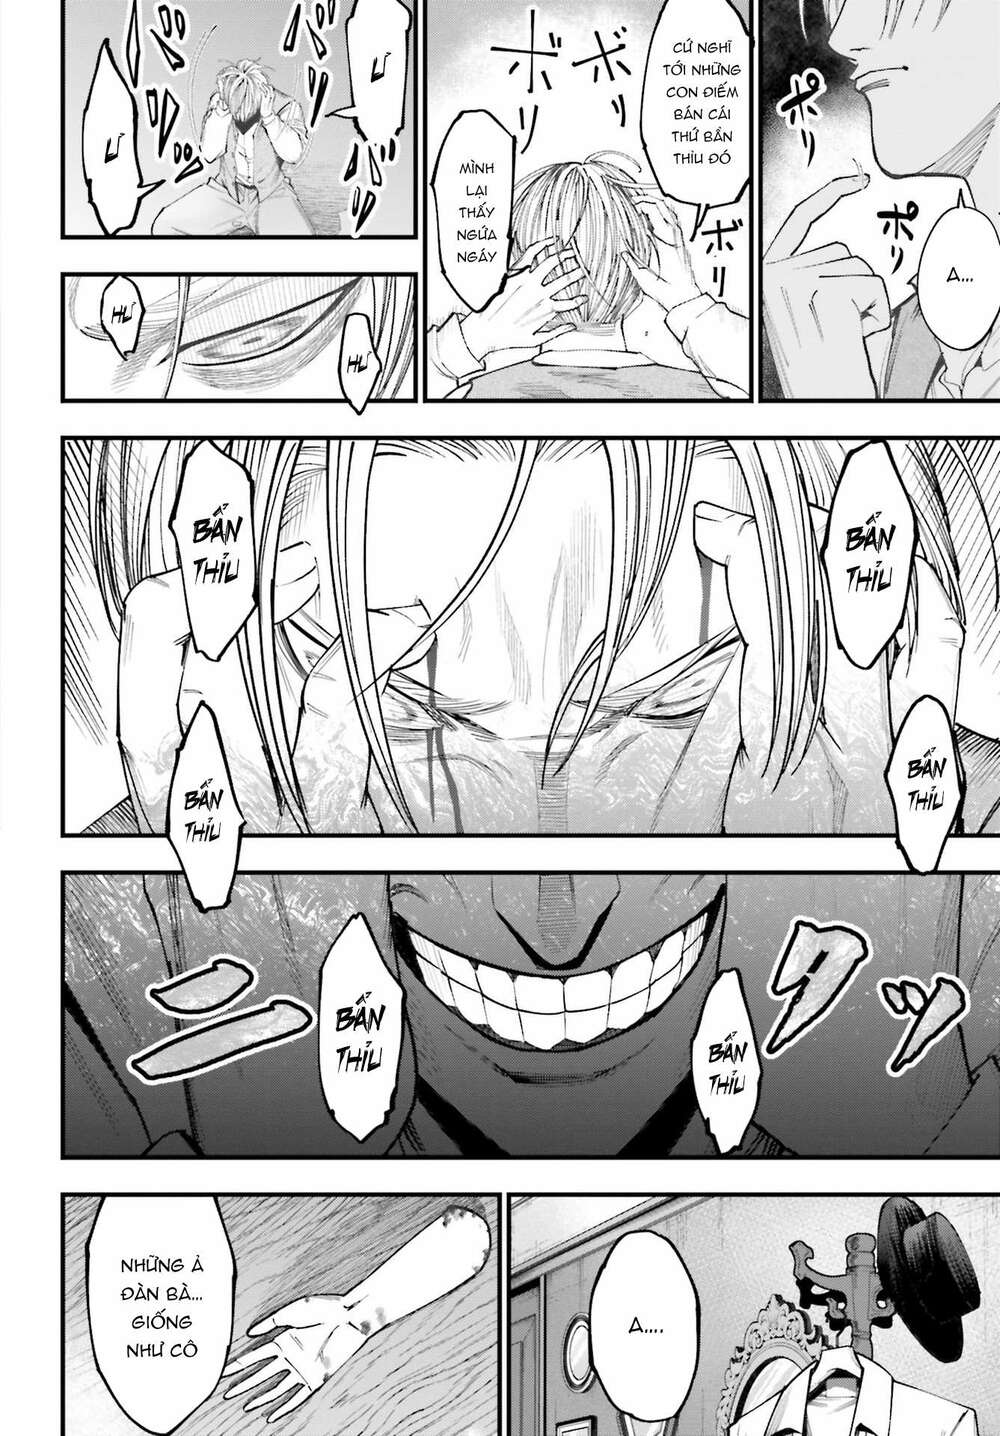 A...
ポリ
ポリ
CỨ NGHĨ
TỚI NHỮNG
CON ĐIẾM
BÁN CÁI
THỨ BẨN
THỈU ĐÓ
ボリ
ボリ
ボリ
MÌNH
LẠI
THẤY
NGỨA
NGÁY
Ư
Ư
HƯ
HƯ
BẨN
THỈU
BẨN
THỈU
BẨN
THỈU
BẨN
THỈU
ニタッ
BẨN
THỈU
BẨN
THỈU
A....
NHỮNG Ả
ĐÀN BÀ...
GIỐNG
NHƯ CÔ